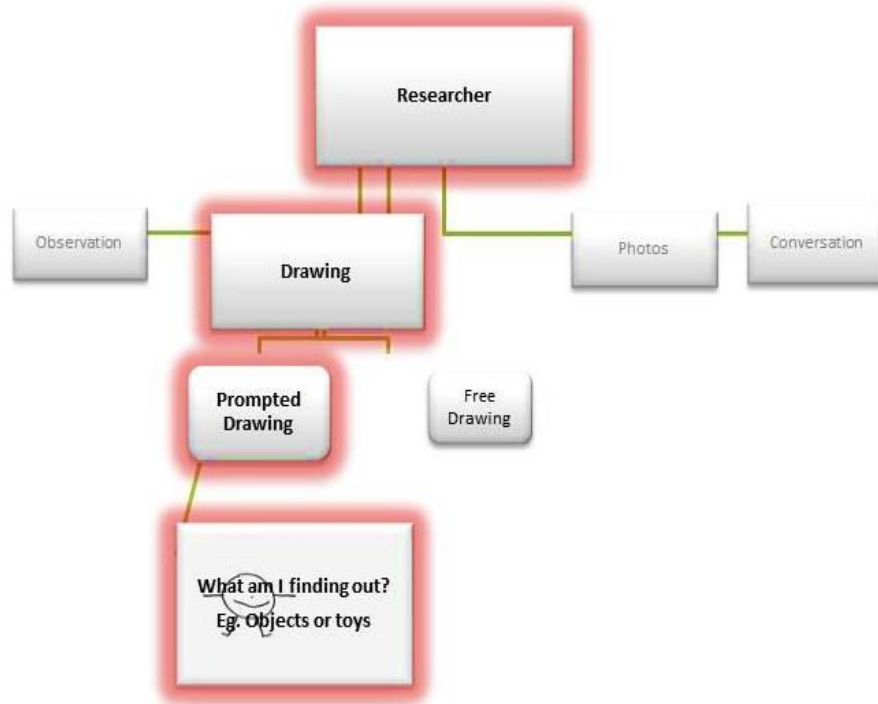 Researcher
Observation
Drawing
Photos
Conversation
Prompted
Drawing
Free
Drawing
What am I finding out?
Eg. Objects or toys